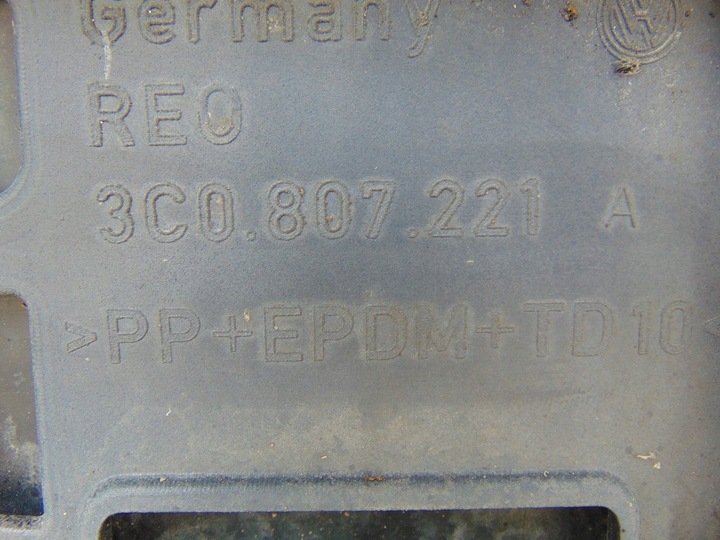 Germany
REO
3C0.807.221 A
>PP+EPDM+TD10<